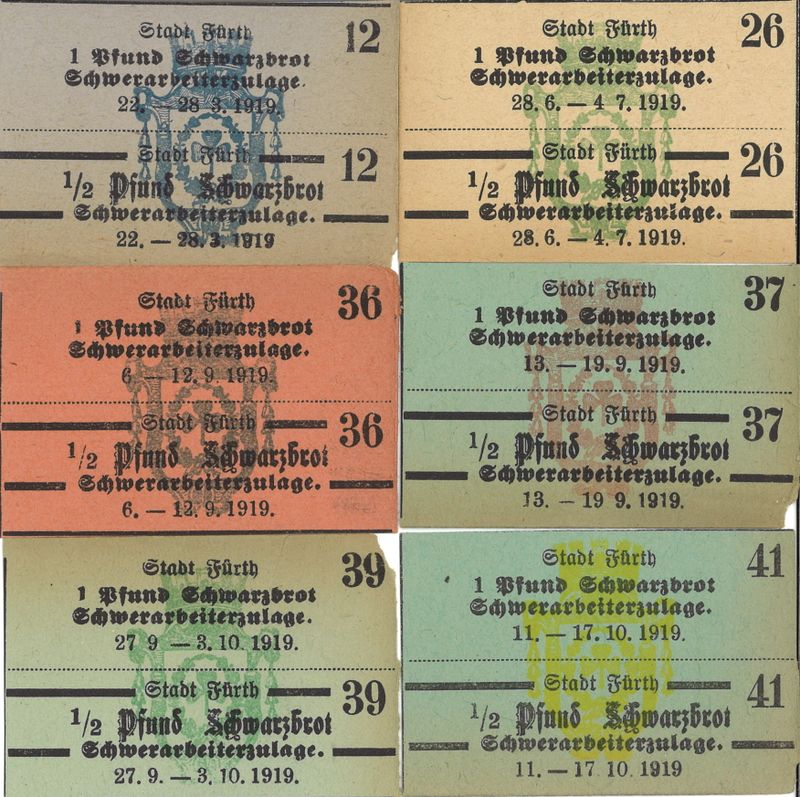 Stadt Fürth 12
1 Pfund Schwarzbrot
Schwerarbeiterzulage.
22. — 28 3. 1919.
Stadt Fürth 12
1/2 Pfund Schwarzbrot
Schwerarbeiterzulage.
22. — 28. 3. 1919
Stadt Fürth 26
1 Pfund Schwarzbrot
Schwerarbeiterzulage.
28. 6. — 4 7. 1919.
Stadt Fürth 26
1/2 Pfund Schwarzbrot
Schwerarbeiterzulage.
28. 6. — 4. 7. 1919.
Stadt Fürth 36
1 Pfund Schwarzbrot
Schwerarbeiterzulage.
6 — 12. 9. 1919.
Stadt Fürth 36
1/2 Pfund Schwarzbrot
Schwerarbeiterzulage.
6. — 12. 9. 1919.
Stadt Fürth 37
1 Pfund Schwarzbrot
Schwerarbeiterzulage.
13. — 19. 9. 1919.
Stadt Fürth 37
1/2 Pfund Schwarzbrot
Schwerarbeiterzulage.
13. — 19 9. 1919.
Stadt Fürth 39
1 Pfund Schwarzbrot
Schwerarbeiterzulage.
27 9 — 3. 10. 1919.
Stadt Fürth 39
1/2 Pfund Schwarzbrot
Schwerarbeiterzulage.
27. 9. — 3. 10. 1919.
Stadt Fürth 41
1 Pfund Schwarzbrot
Schwerarbeiterzulage.
11. — 17. 10. 1919.
Stadt Fürth 41
1/2 Pfund Schwarzbrot
Schwerarbeiterzulage.
11. — 17. 10. 1919